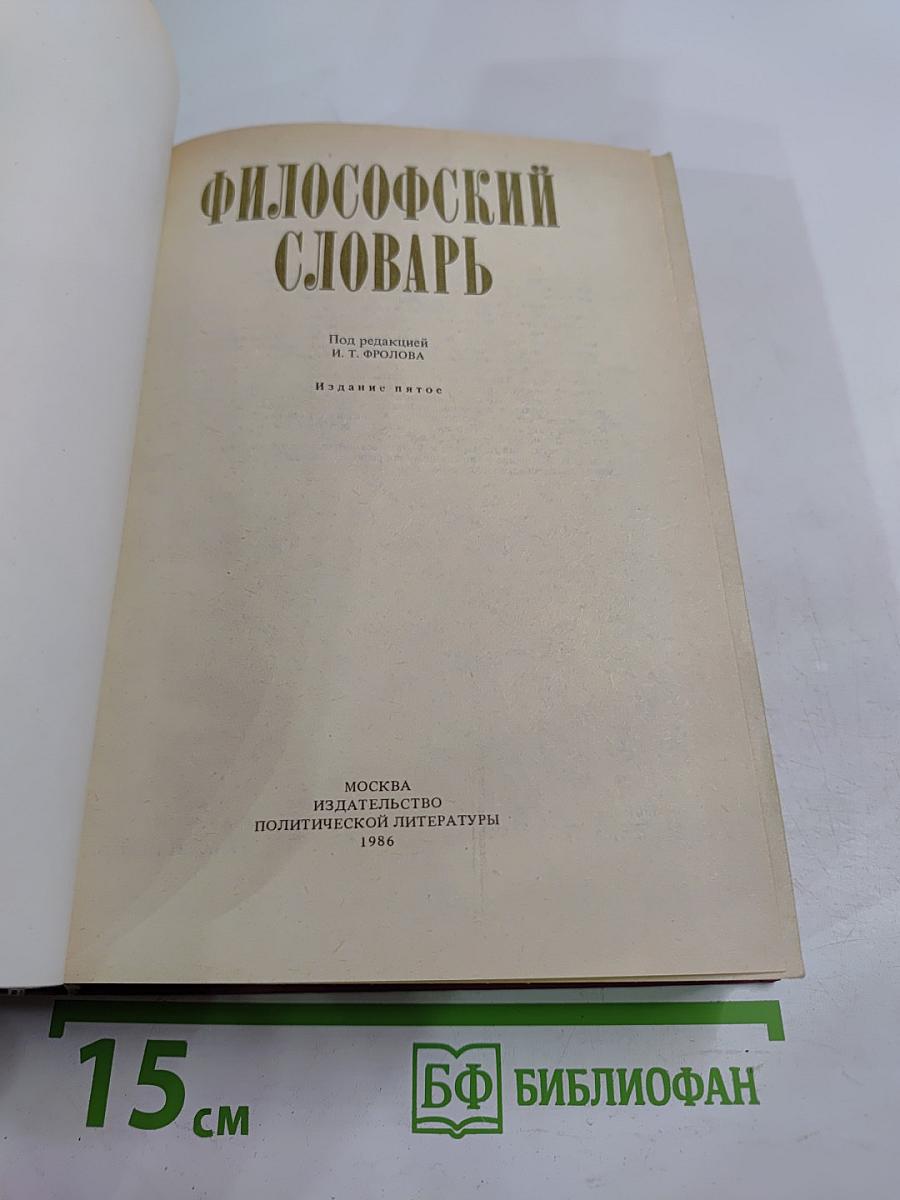 ФИЛОСОФСКИЙ
СЛОВАРЬ
Под редакцией
И. Т. ФРОЛОВА
Издание пятое
МОСКВА
ИЗДАТЕЛЬСТВО
ПОЛИТИЧЕСКОЙ ЛИТЕРАТУРЫ
1986
15 см
БФ БИБЛИОФАН